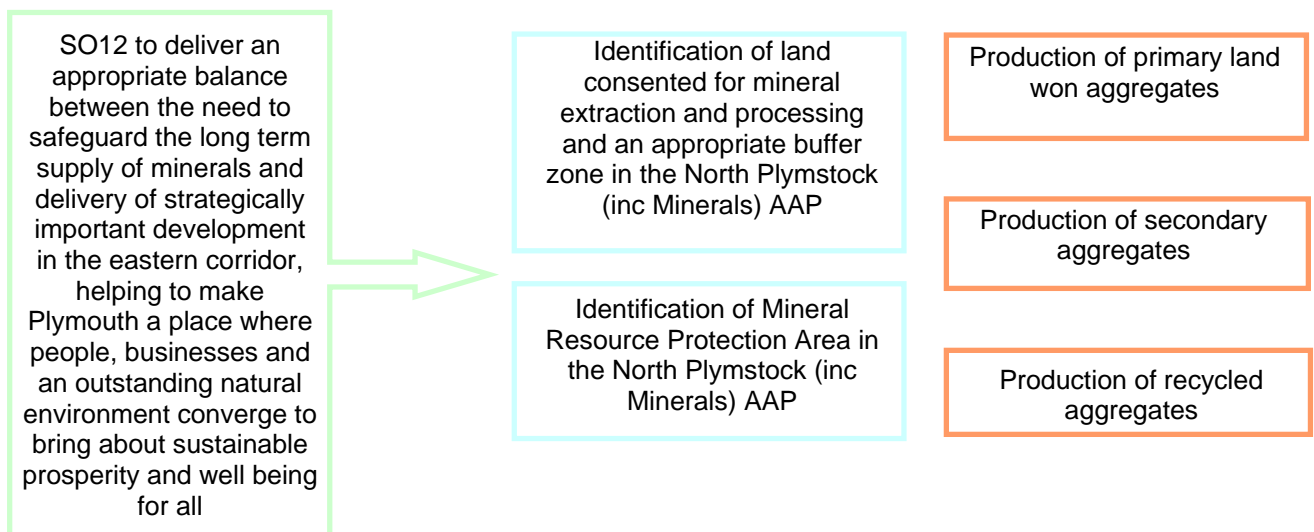 SO12 to deliver an
appropriate balance
between the need to
safeguard the long term
supply of minerals and
delivery of strategically
important development
in the eastern corridor,
helping to make
Plymouth a place where
people, businesses and
an outstanding natural
environment converge to
bring about sustainable
prosperity and well being
for all
Identification of land
consented for mineral
extraction and processing
and an appropriate buffer
zone in the North Plymstock
(inc Minerals) AAP
Identification of Mineral
Resource Protection Area in
the North Plymstock (inc
Minerals) AAP
Production of primary land
won aggregates
Production of secondary
aggregates
Production of recycled
aggregates